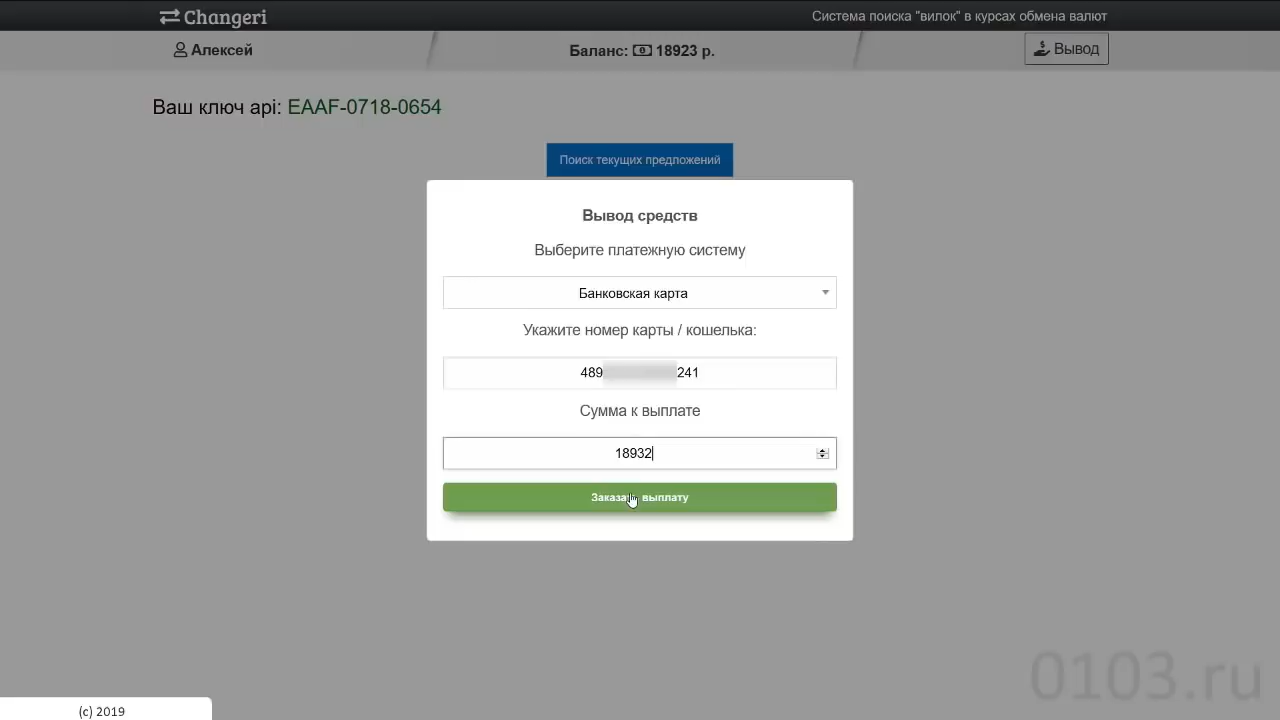 Changeri
Система поиска "вилок" в курсах обмена валют
Алексей
Баланс: 18923 р.
Вывод
Ваш ключ api: EAAF-0718-0654
Поиск текущих предложений
Вывод средств
Выберите платежную систему
Банковская карта
Укажите номер карты / кошелька:
489 241
Сумма к выплате
18932
Заказать выплату
0103.ru
(c) 2019